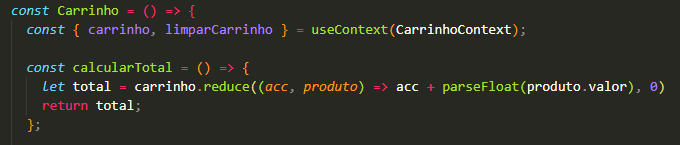 const Carrinho = () => {
const { carrinho, limparCarrinho } = useContext(CarrinhoContext);
const calcularTotal = () => {
let total = carrinho.reduce((acc, produto) => acc + parseFloat(produto.valor), 0)
return total;
};